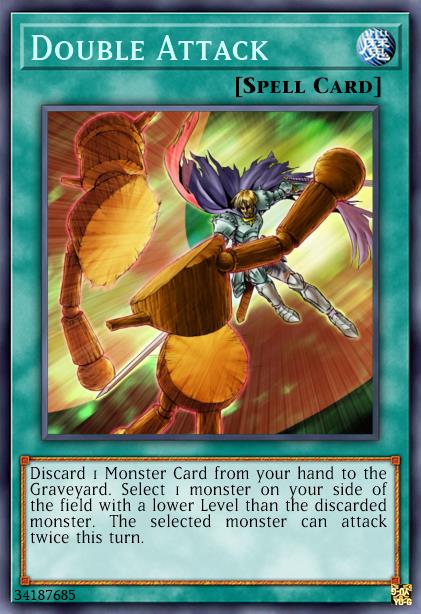 Double Attack
[Spell Card]
Discard 1 Monster Card from your hand to the
Graveyard. Select 1 monster on your side of
the field with a lower Level than the discarded
monster. The selected monster can attack
twice this turn.
34187685